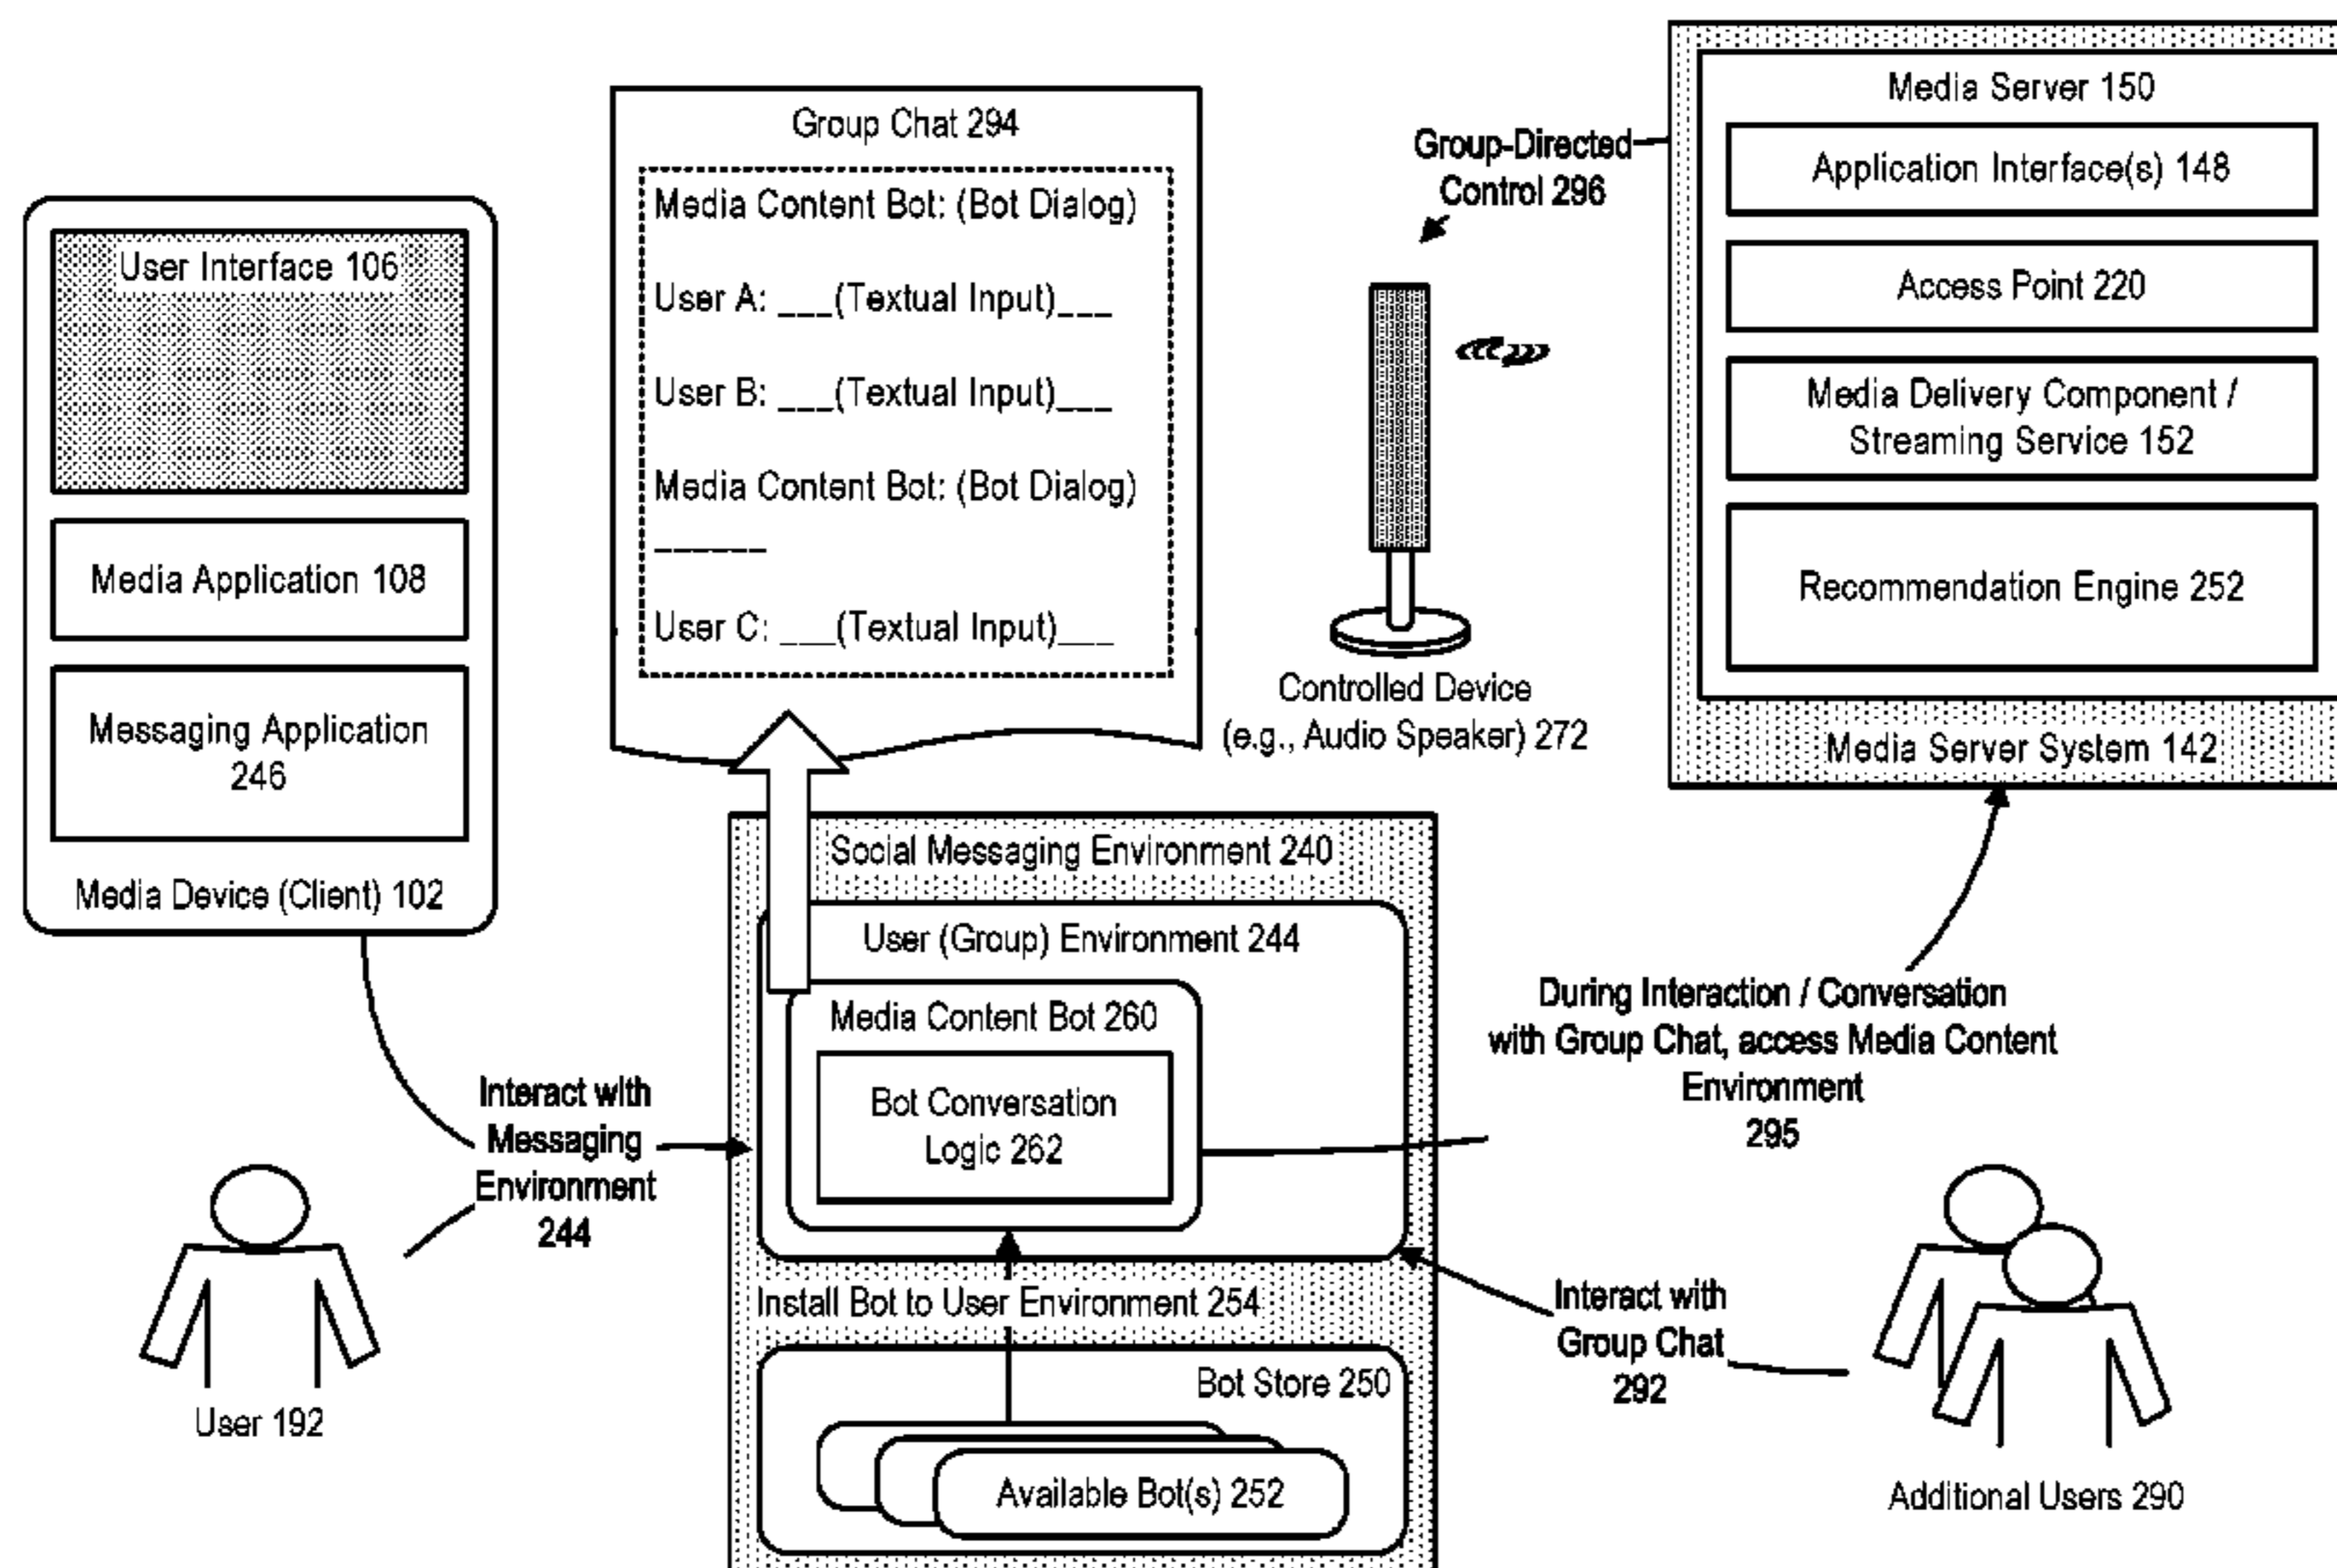 User Interface 106
Media Application 108
Messaging Application
246
Media Device (Client) 102
Group Chat 294
Media Content Bot: (Bot Dialog)
User A: ___(Textual Input)___
User B: ___(Textual Input)___
Media Content Bot: (Bot Dialog)
______
User C: ___(Textual Input)___
Group-Directed
Control 296
Controlled Device
(e.g., Audio Speaker) 272
Media Server 150
Application Interface(s) 148
Access Point 220
Media Delivery Component /
Streaming Service 152
Recommendation Engine 252
Media Server System 142
Social Messaging Environment 240
User (Group) Environment 244
Media Content Bot 260
Bot Conversation
Logic 262
Install Bot to User Environment 254
Bot Store 250
Available Bot(s) 252
Interact with
Messaging
Environment
244
User 192
During Interaction / Conversation
with Group Chat, access Media Content
Environment
295
Interact with
Group Chat
292
Additional Users 290